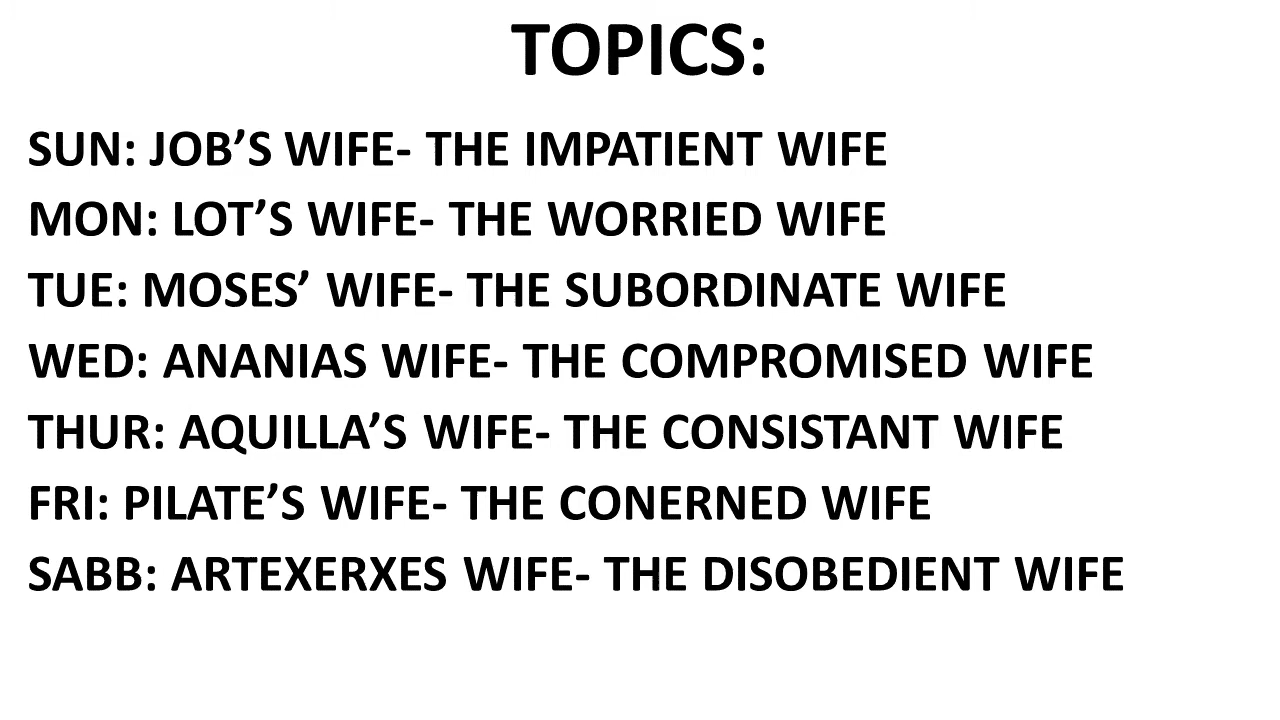 TOPICS:
SUN: JOB’S WIFE- THE IMPATIENT WIFE
MON: LOT’S WIFE- THE WORRIED WIFE
TUE: MOSES’ WIFE- THE SUBORDINATE WIFE
WED: ANANIAS WIFE- THE COMPROMISED WIFE
THUR: AQUILLA’S WIFE- THE CONSISTANT WIFE
FRI: PILATE’S WIFE- THE CONERNED WIFE
SABB: ARTEXERXES WIFE- THE DISOBEDIENT WIFE